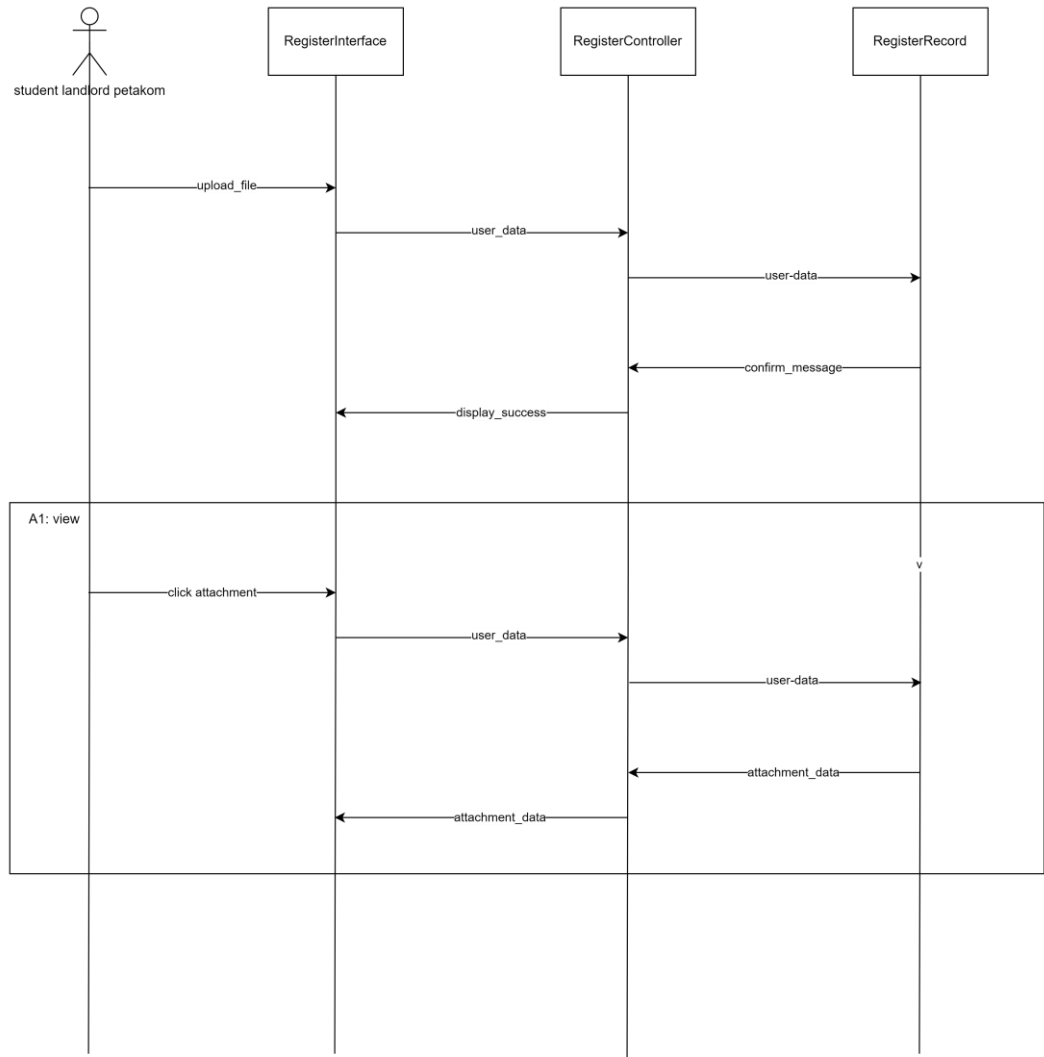 RegisterInterface
RegisterController
RegisterRecord
student landlord petakom
upload_file
user_data
user-data
confirm_message
display_success
A1: view
v
click attachment
user_data
user-data
attachment_data
attachment_data